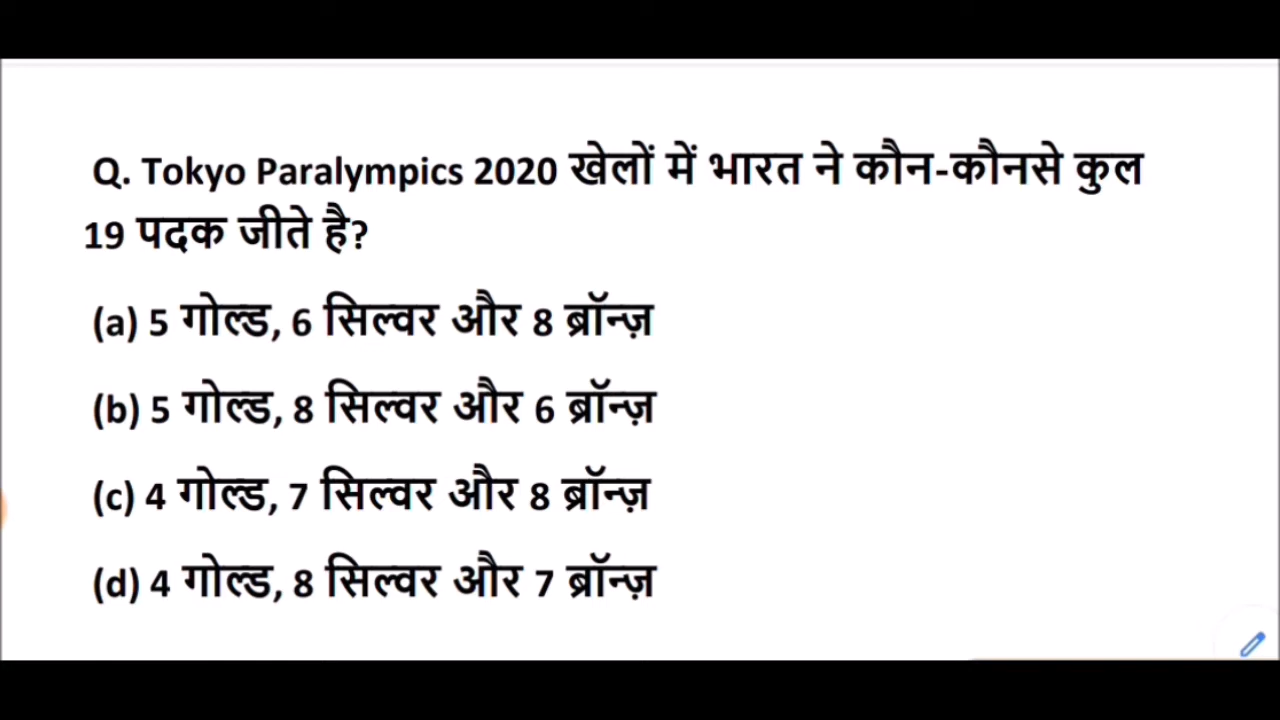 Q. Tokyo Paralympics 2020 खेलों में भारत ने कौन-कौनसे कुल
19 पदक जीते है?
(a) 5 गोल्ड, 6 सिल्वर और 8 ब्रॉन्ज़
(b) 5 गोल्ड, 8 सिल्वर और 6 ब्रॉन्ज़
(c) 4 गोल्ड, 7 सिल्वर और 8 ब्रॉन्ज़
(d) 4 गोल्ड, 8 सिल्वर और 7 ब्रॉन्ज़